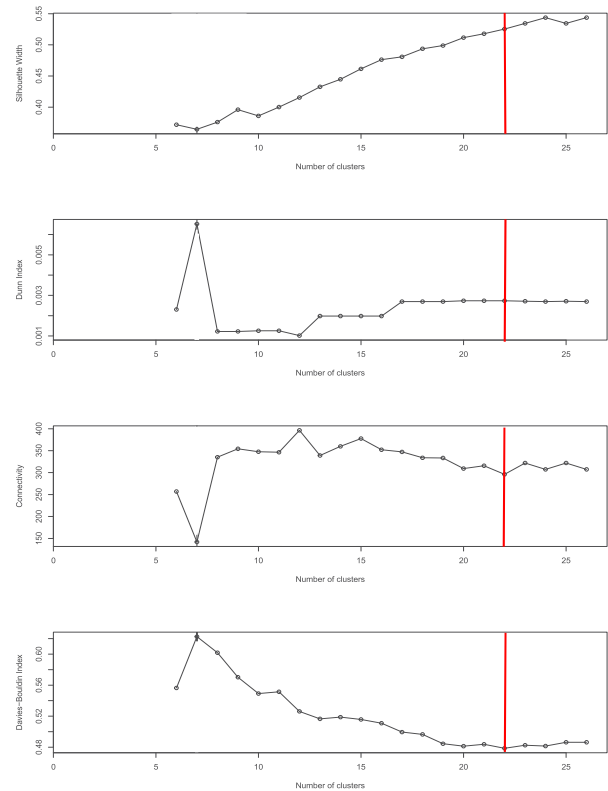 Silhouette Width
0.40 0.45 0.50 0.55
0 5 10 15 20 25
Number of clusters
Dunn Index
0.001 0.003 0.005
0 5 10 15 20 25
Number of clusters
Connectivity
150 200 250 300 350 400
0 5 10 15 20 25
Number of clusters
Davies−Bouldin Index
0.48 0.52 0.56 0.60
0 5 10 15 20 25
Number of clusters